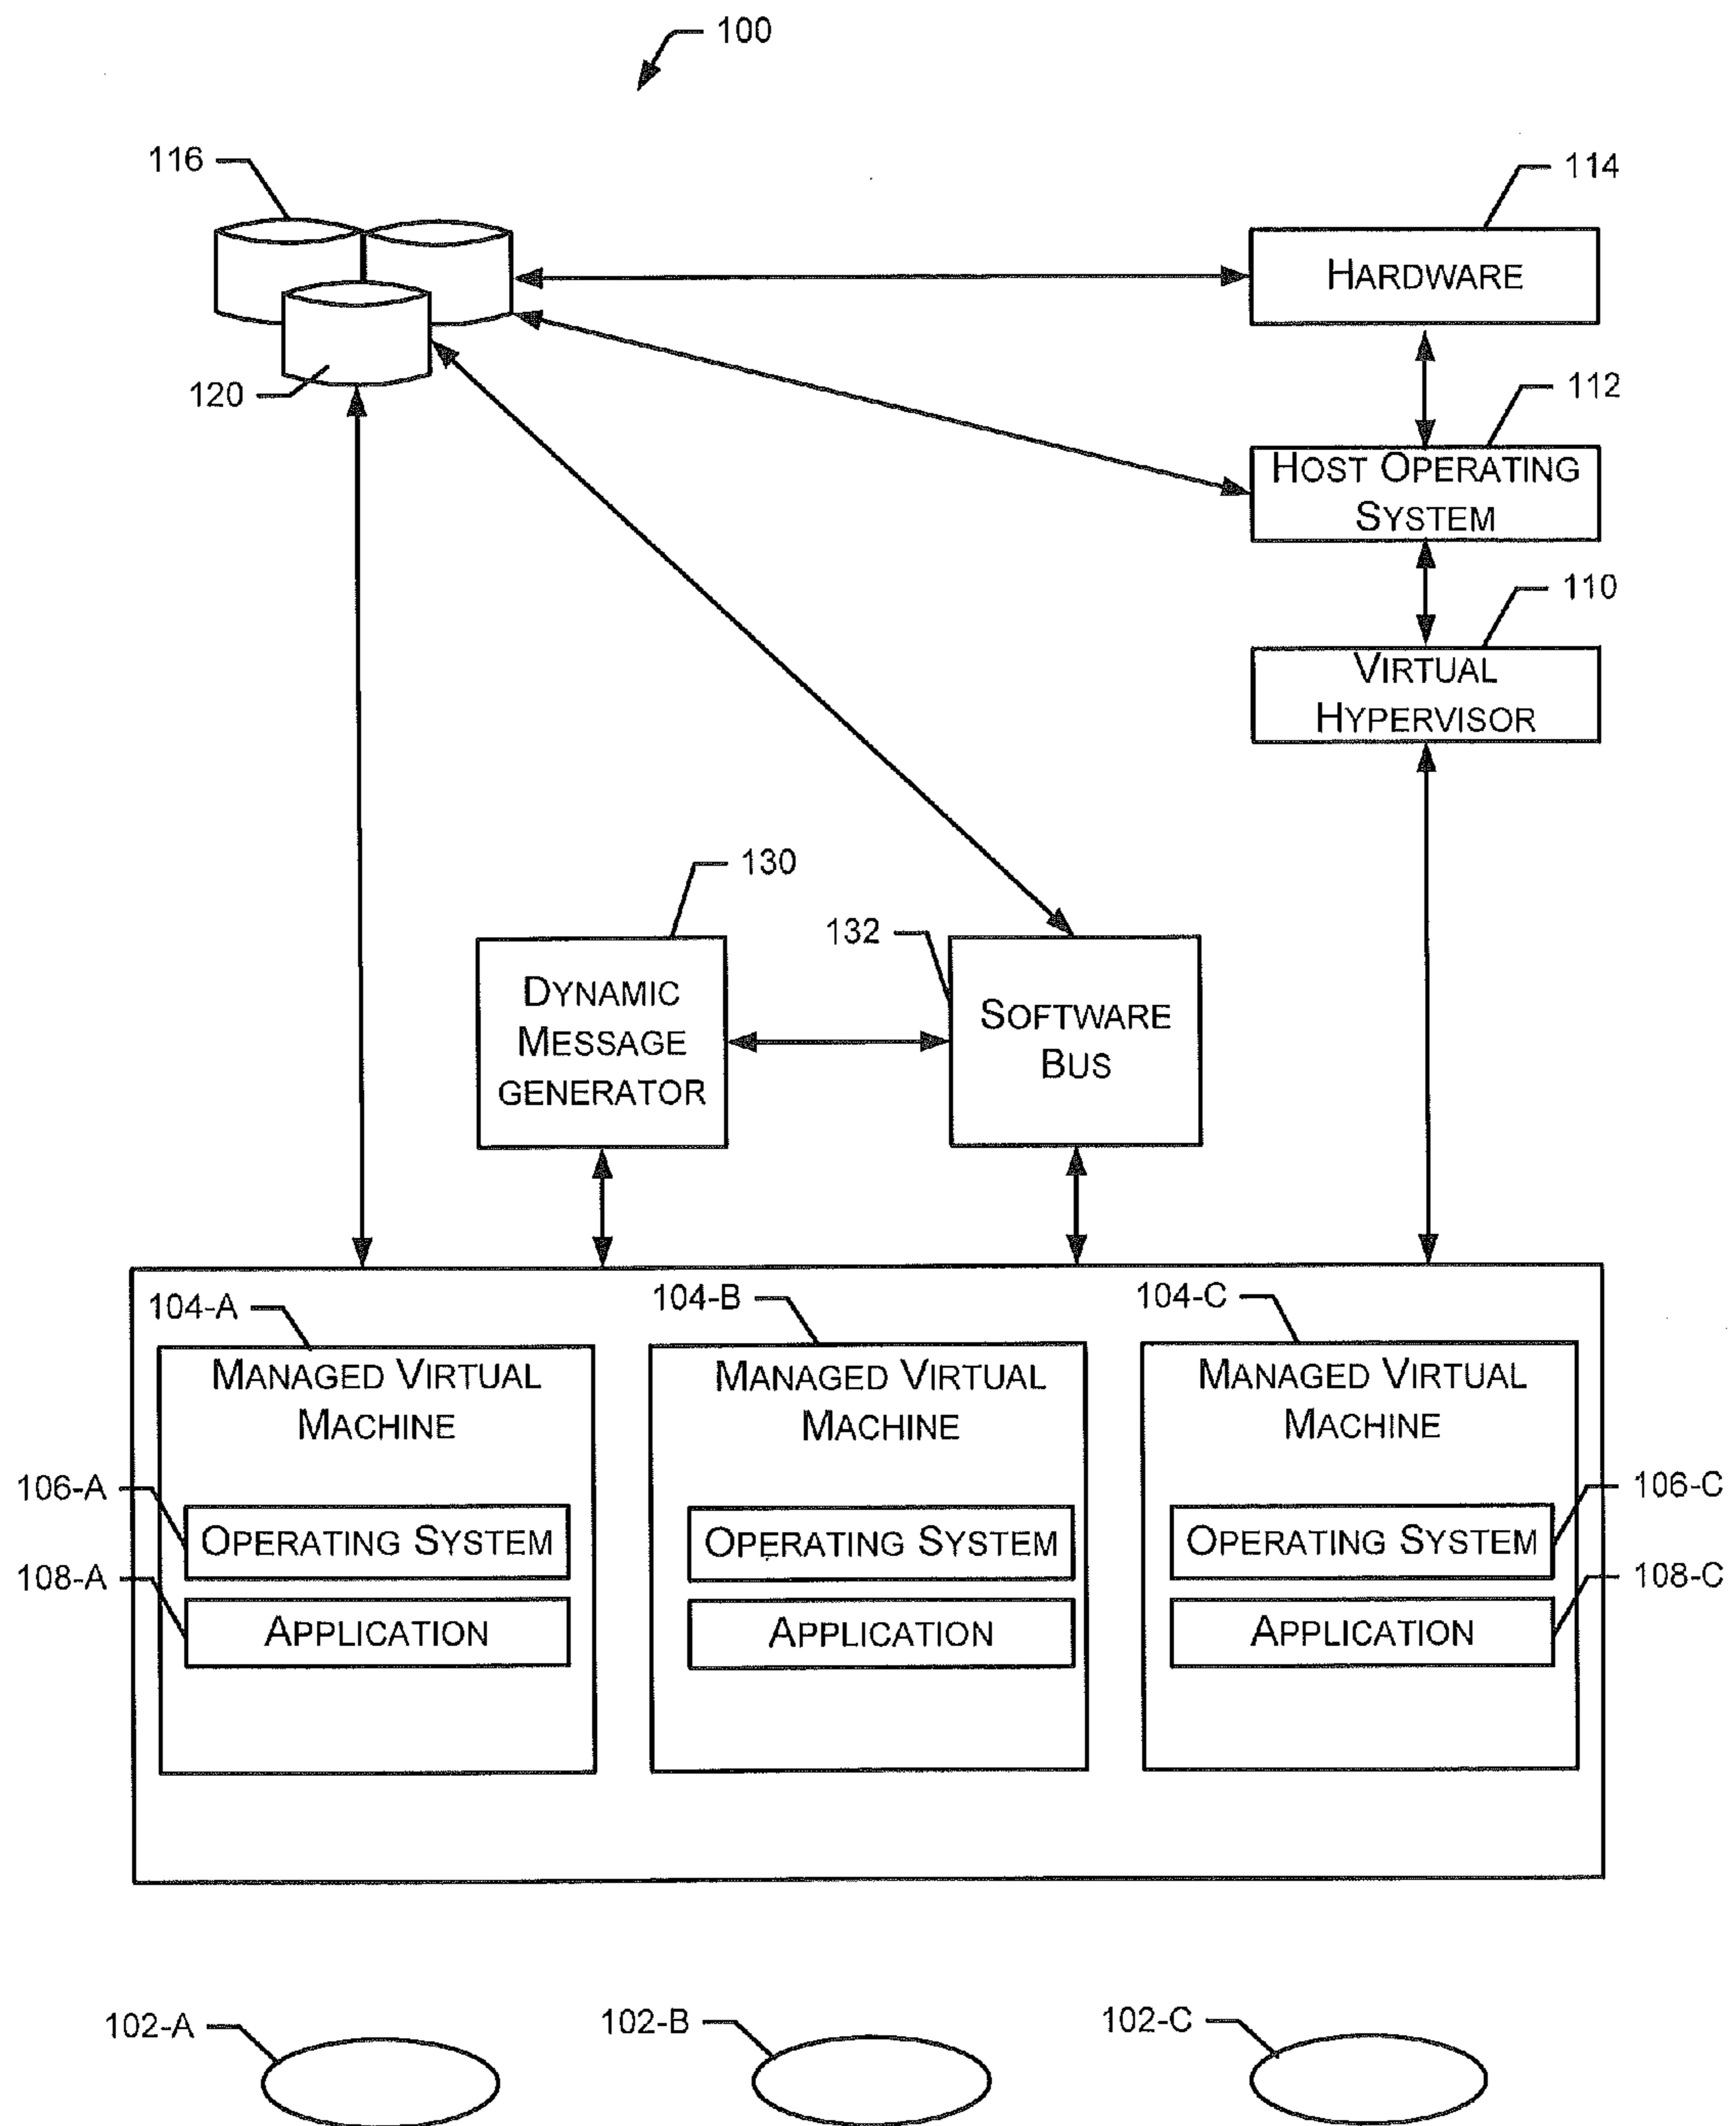 100
116
114
HARDWARE
120
112
HOST OPERATING
SYSTEM
110
VIRTUAL
HYPERVISOR
130
132
DYNAMIC
MESSAGE
GENERATOR
SOFTWARE
BUS
104-A
104-B
104-C
MANAGED VIRTUAL
MACHINE
MANAGED VIRTUAL
MACHINE
MANAGED VIRTUAL
MACHINE
106-A
106-C
OPERATING SYSTEM
OPERATING SYSTEM
OPERATING SYSTEM
108-A
108-C
APPLICATION
APPLICATION
APPLICATION
102-A
102-B
102-C